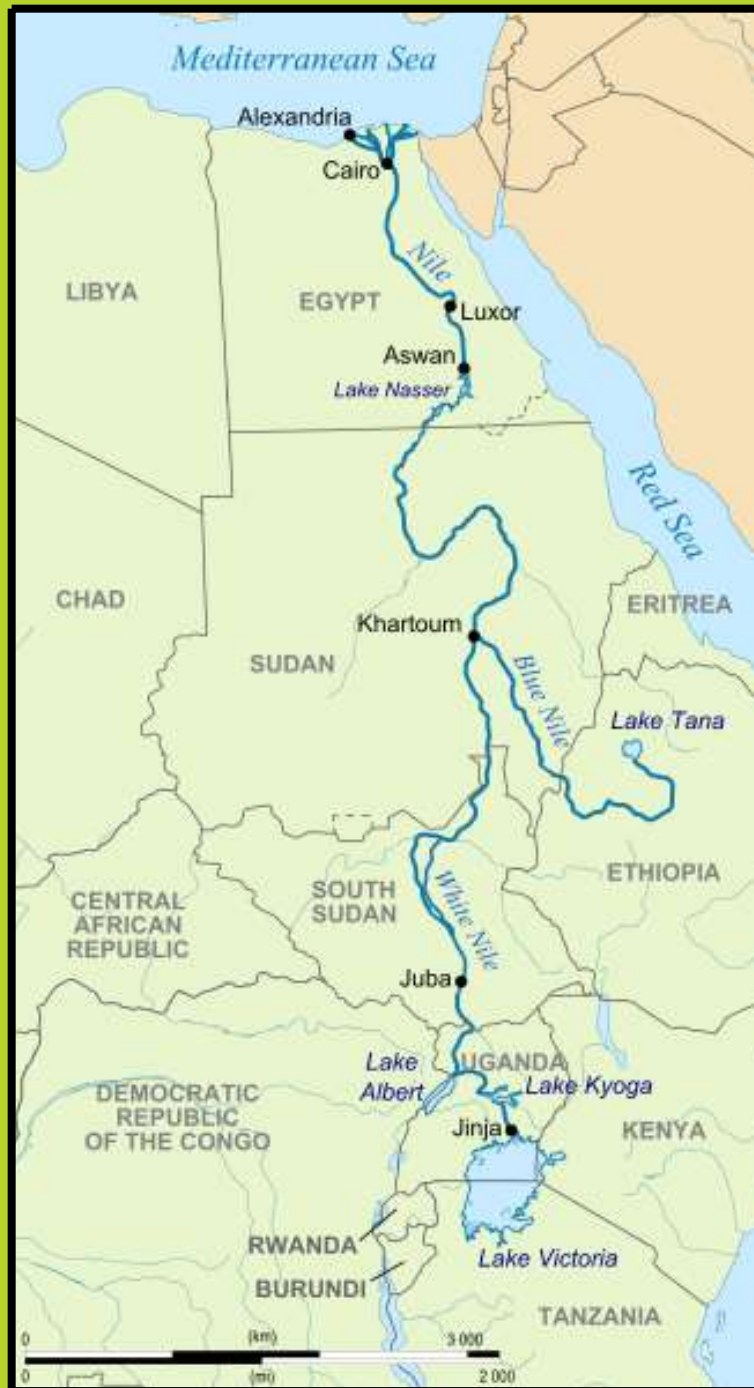 Mediterranean Sea
Alexandria
Cairo
Nile
LIBYA
EGYPT
Luxor
Aswan
Lake Nasser
Red Sea
CHAD
ERITREA
Khartoum
SUDAN
Blue Nile
Lake Tana
ETHIOPIA
SOUTH
SUDAN
CENTRAL
AFRICAN
REPUBLIC
White Nile
Juba
Lake
Albert
UGANDA
Lake Kyoga
DEMOCRATIC
REPUBLIC
OF THE CONGO
Jinja
KENYA
RWANDA
Lake Victoria
BURUNDI
TANZANIA
0 (km) 3 000
0 (mi) 2 000